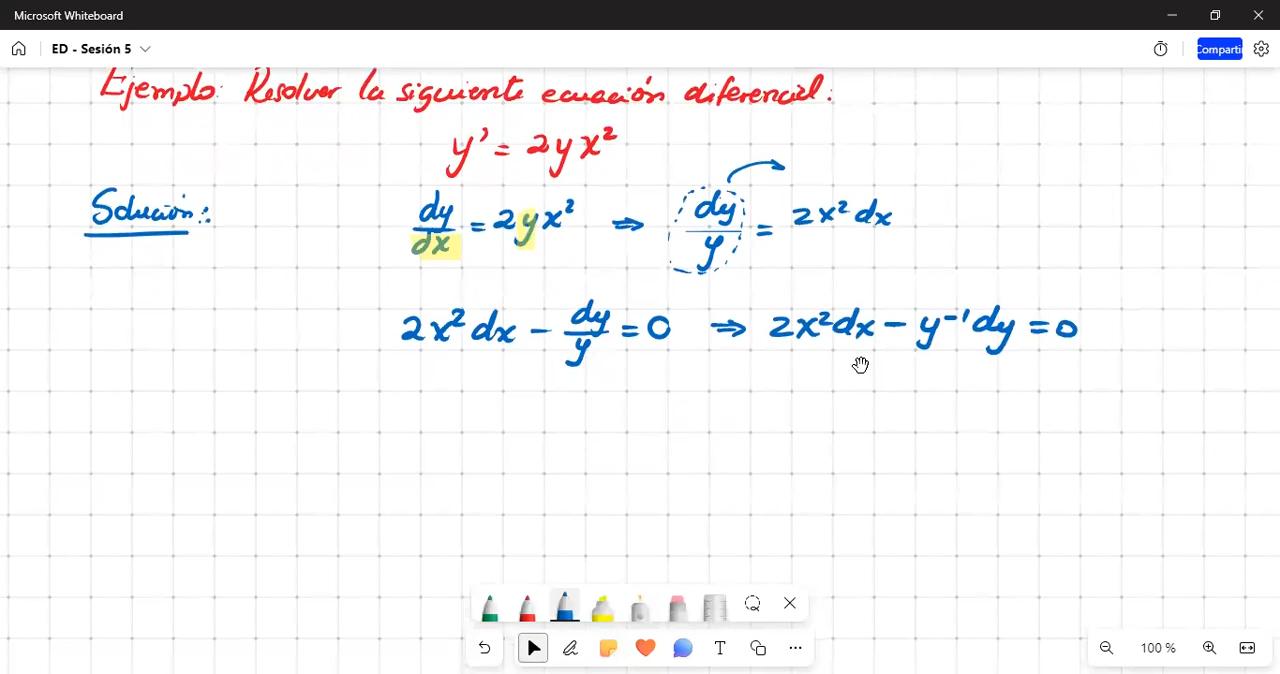 Microsoft Whiteboard
ED - Sesión 5
Compartir
Ejemplo: Resolver la siguiente ecuación diferencial:
y' = 2yx²
Solución:
dy/dx = 2yx² ⇒ dy/y = 2x² dx
2x² dx - dy/y = 0 ⇒ 2x²dx - y⁻¹dy = 0
T
100 %